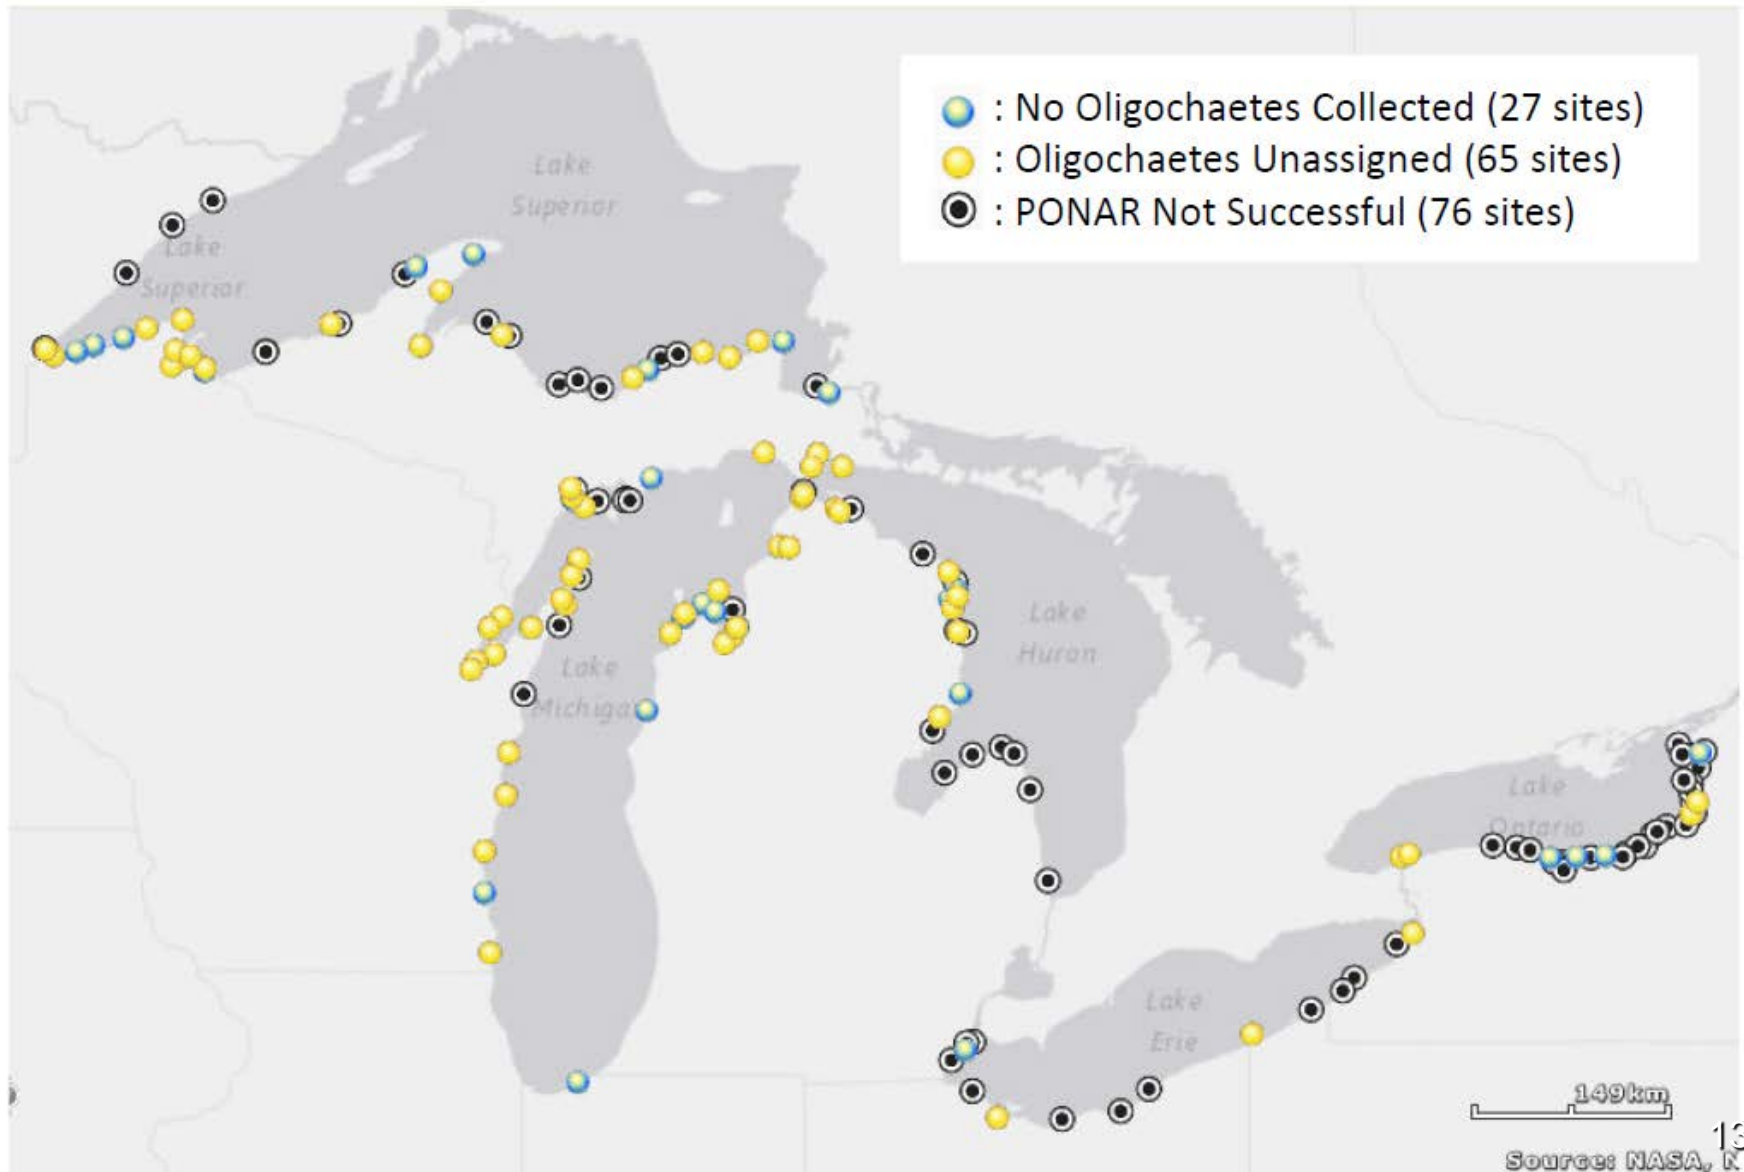 : No Oligochaetes Collected (27 sites)
: Oligochaetes Unassigned (65 sites)
: PONAR Not Successful (76 sites)
Lake
Superior
Lake
Superior
Lake
Huron
Lake
Michigan
Lake
Ontario
Lake
Erie
149km
13
Source: NASA, N